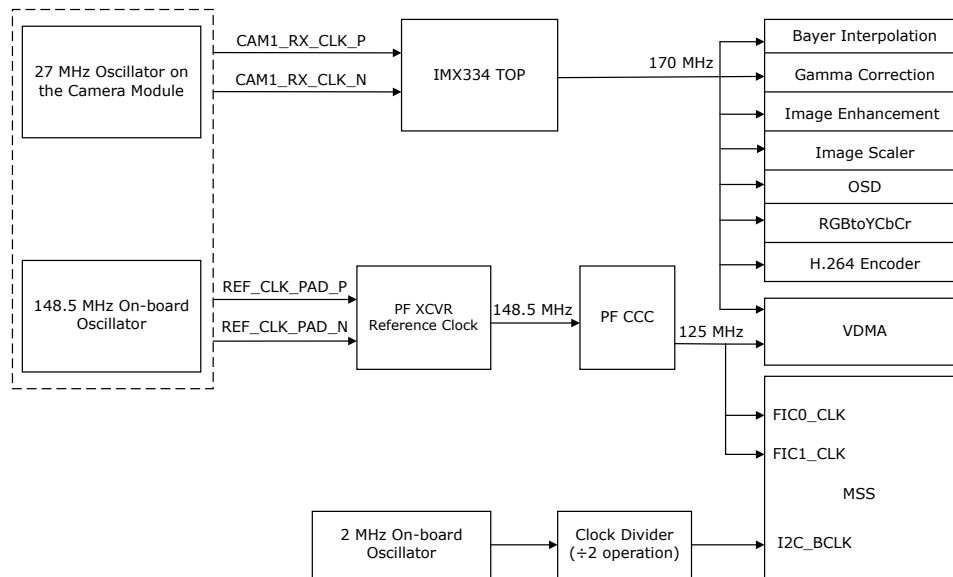 27 MHz Oscillator on
the Camera Module
CAM1_RX_CLK_P
CAM1_RX_CLK_N
IMX334 TOP
170 MHz
Bayer Interpolation
Gamma Correction
Image Enhancement
Image Scaler
OSD
RGBtoYCbCr
H.264 Encoder
148.5 MHz On-board
Oscillator
REF_CLK_PAD_P
REF_CLK_PAD_N
PF XCVR
Reference Clock
148.5 MHz
PF CCC
125 MHz
VDMA
FIC0_CLK
FIC1_CLK
MSS
2 MHz On-board
Oscillator
Clock Divider
(÷2 operation)
I2C_BCLK